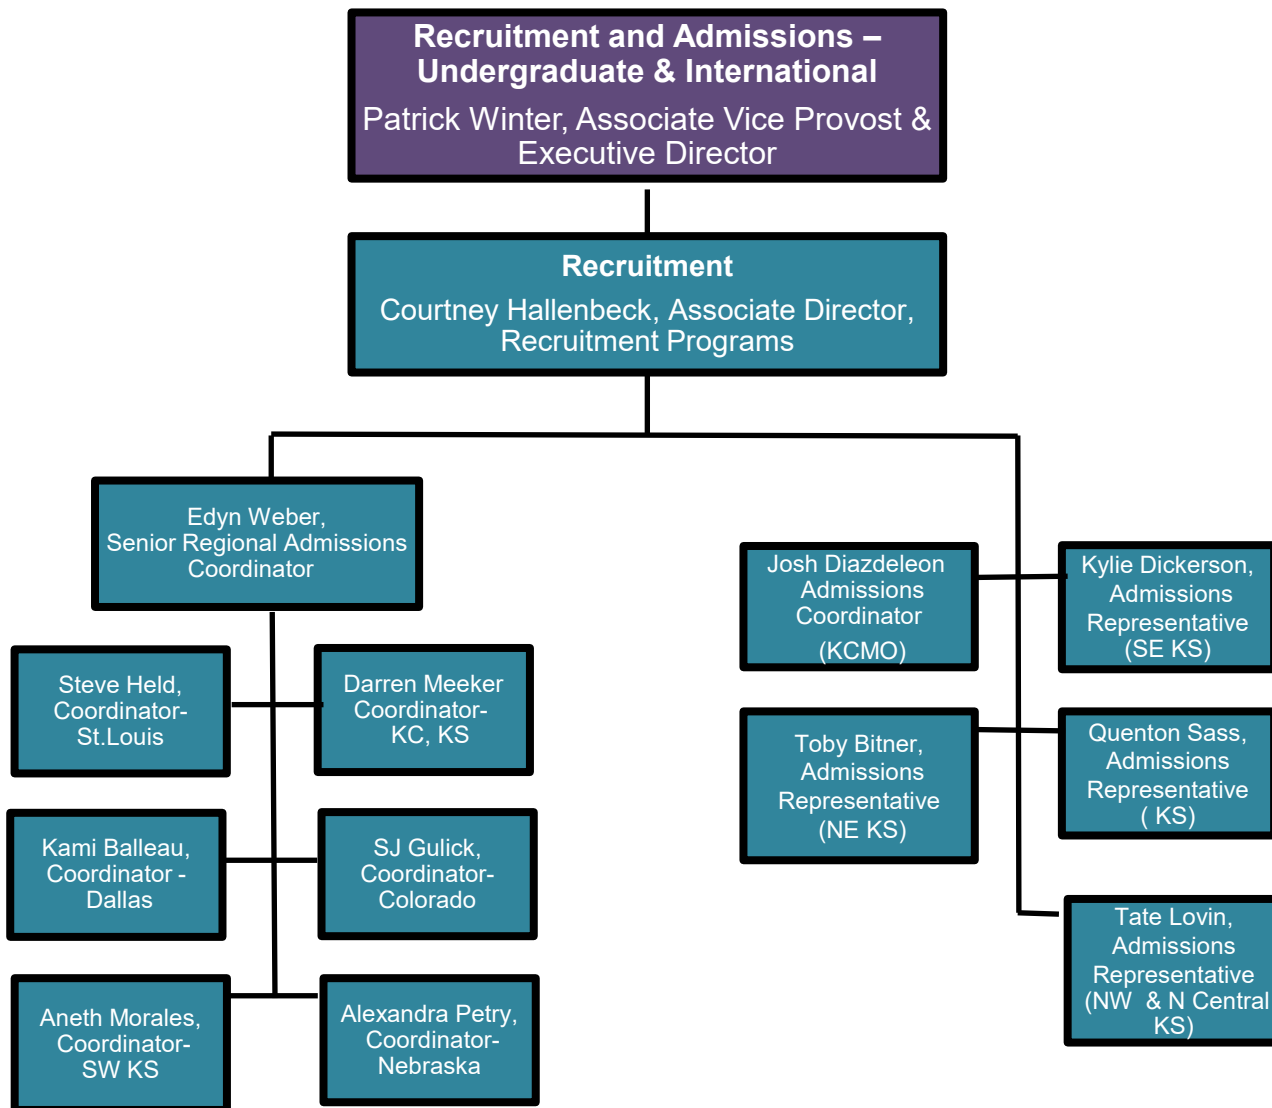 Recruitment and Admissions –
Undergraduate & International
Patrick Winter, Associate Vice Provost &
Executive Director
Recruitment
Courtney Hallenbeck, Associate Director,
Recruitment Programs
Edyn Weber,
Senior Regional Admissions
Coordinator
Steve Held,
Coordinator-
St.Louis
Darren Meeker
Coordinator-
KC, KS
Kami Balleau,
Coordinator -
Dallas
SJ Gulick,
Coordinator-
Colorado
Aneth Morales,
Coordinator-
SW KS
Alexandra Petry,
Coordinator-
Nebraska
Josh Diazdeleon
Admissions
Coordinator
(KCMO)
Kylie Dickerson,
Admissions
Representative
(SE KS)
Toby Bitner,
Admissions
Representative
(NE KS)
Quenton Sass,
Admissions
Representative
( KS)
Tate Lovin,
Admissions
Representative
(NW  & N Central
KS)